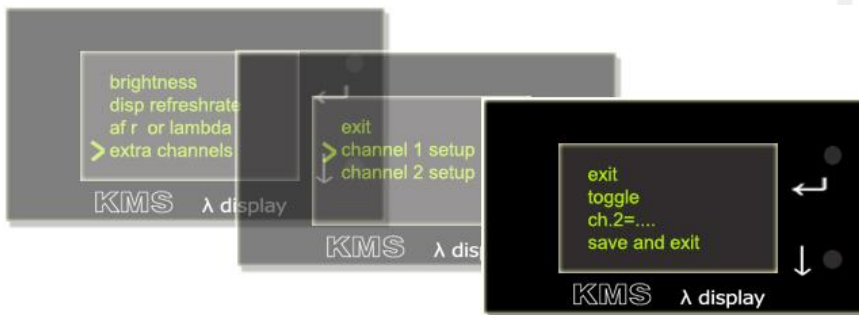 brightness
disp refreshrate
af r or lambda
> extra channels
KMS λ display
exit
> channel 1 setup
channel 2 setup
KMS λ dis
exit
toggle
ch.2=....
save and exit
KMS λ display